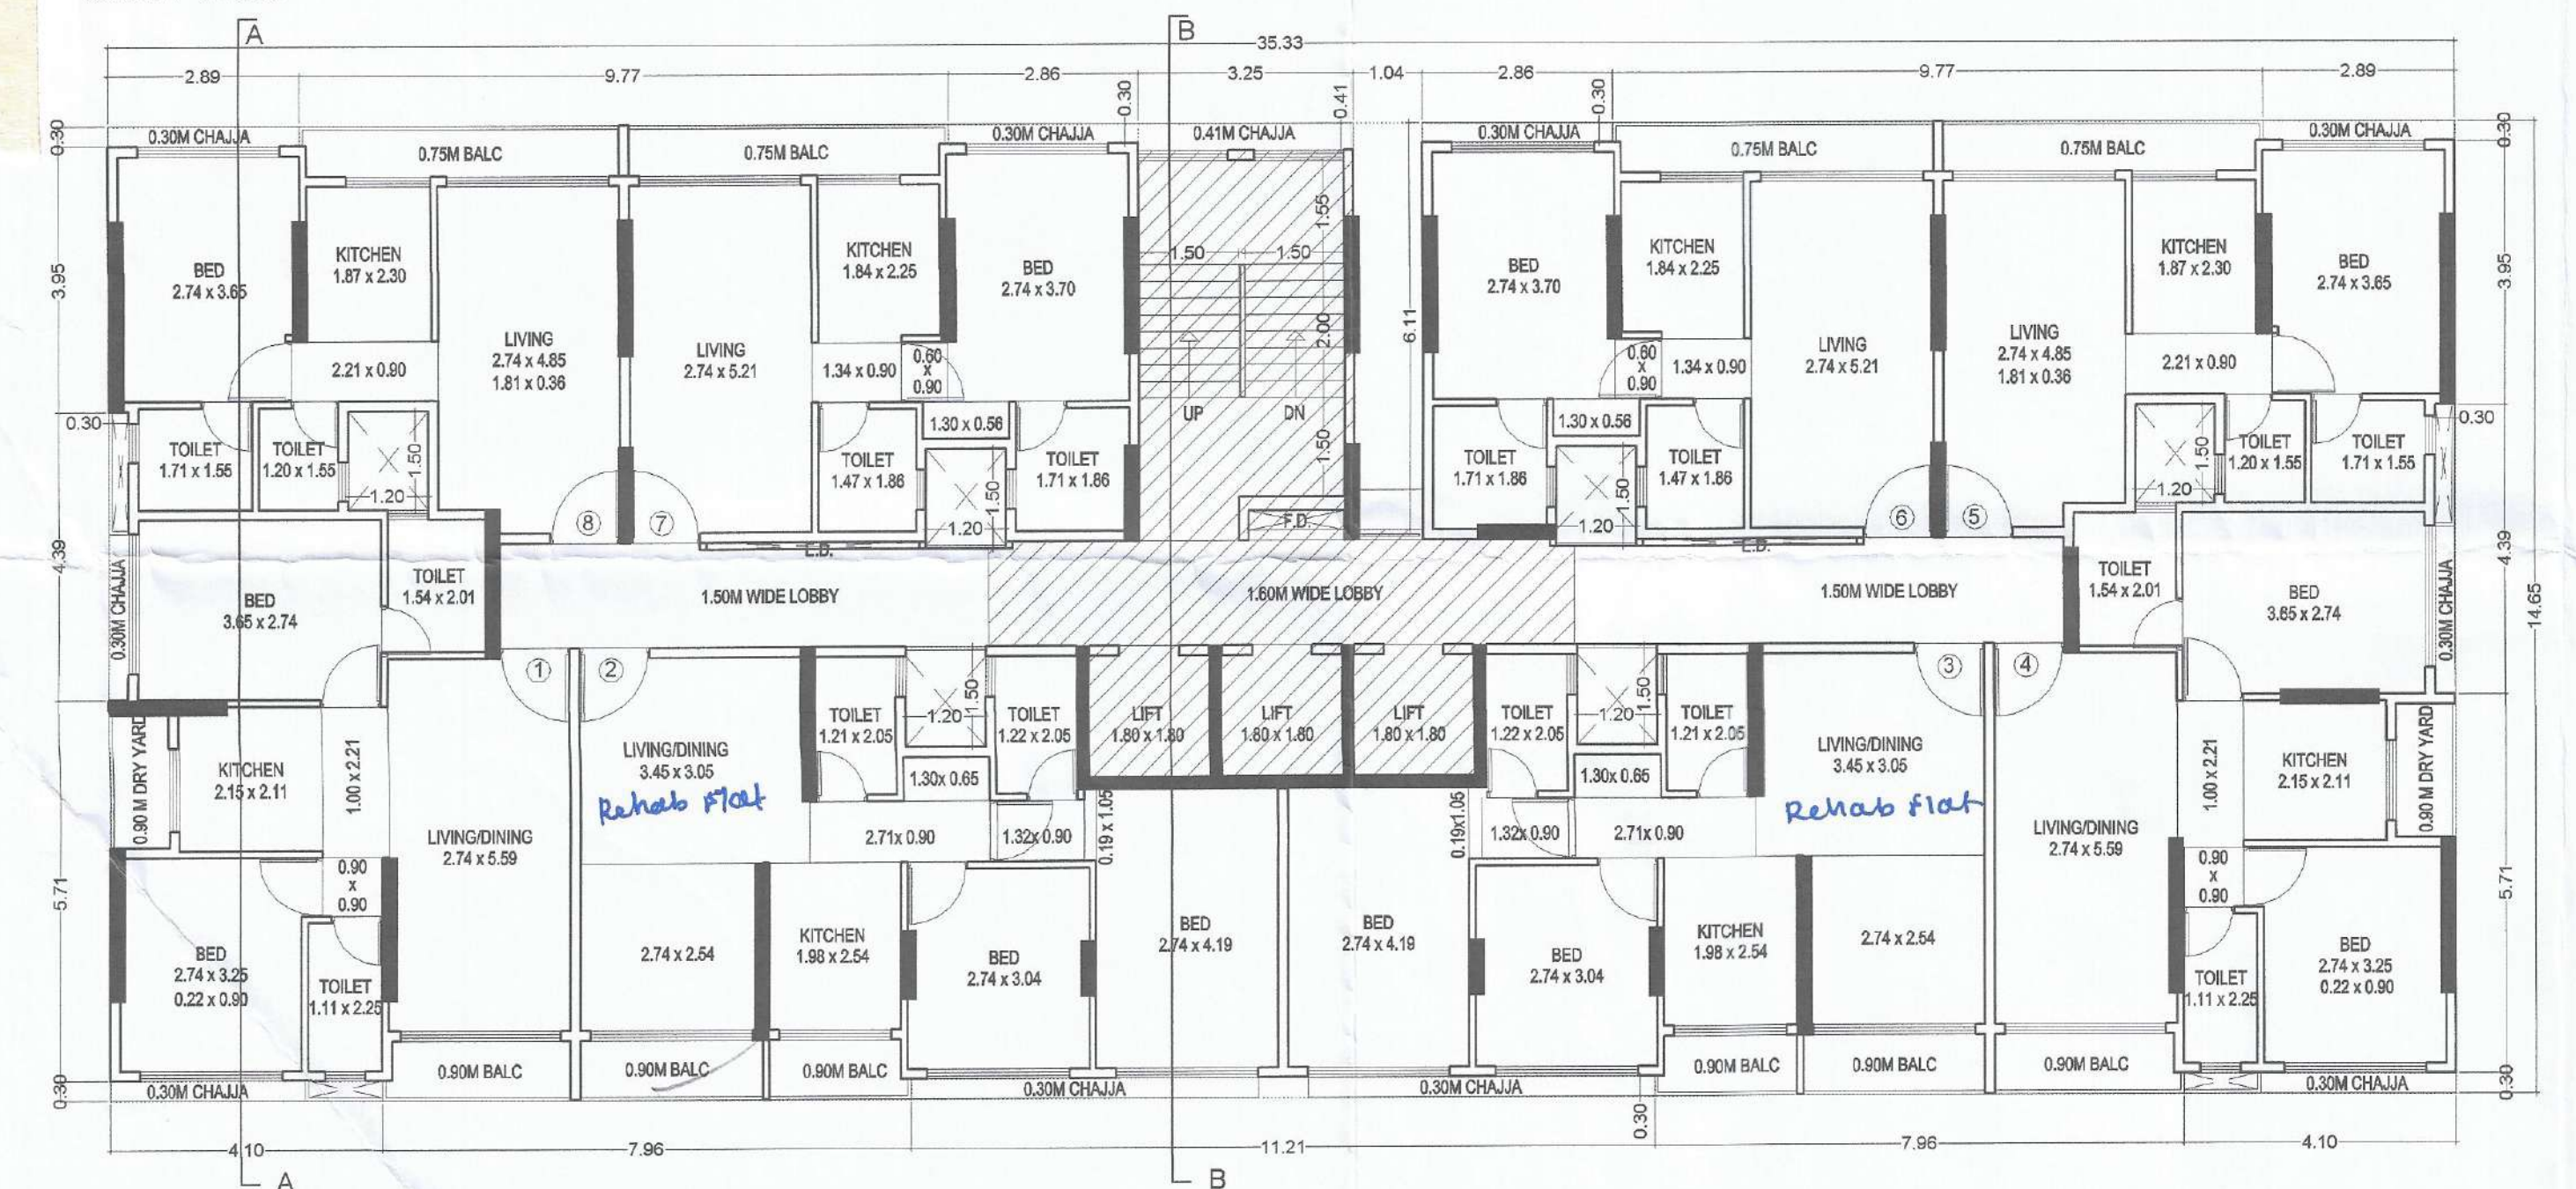 A
B
35.33
2.89
9.77
2.86
3.25
1.04
2.86
9.77
2.89
0.30
0.41
0.30
0.30
0.30M CHAJJA
0.75M BALC
0.75M BALC
0.30M CHAJJA
0.41M CHAJJA
0.30M CHAJJA
0.75M BALC
0.75M BALC
0.30M CHAJJA
0.30
3.95
BED
2.74 x 3.65
KITCHEN
1.87 x 2.30
LIVING
2.74 x 4.85
1.81 x 0.36
2.21 x 0.90
LIVING
2.74 x 5.21
KITCHEN
1.84 x 2.25
1.34 x 0.90
0.60
x
0.90
BED
2.74 x 3.70
1.50
1.50
1.55
2.00
1.50
UP
DN
F.D.
6.11
BED
2.74 x 3.70
KITCHEN
1.84 x 2.25
0.60
x
0.90
1.34 x 0.90
LIVING
2.74 x 5.21
LIVING
2.74 x 4.85
1.81 x 0.36
KITCHEN
1.87 x 2.30
2.21 x 0.90
BED
2.74 x 3.65
3.95
0.30
TOILET
1.71 x 1.55
TOILET
1.20 x 1.55
1.50
1.20
8
7
TOILET
1.47 x 1.86
1.30 x 0.56
1.50
1.20
TOILET
1.71 x 1.86
TOILET
1.71 x 1.86
1.30 x 0.56
1.50
1.20
TOILET
1.47 x 1.86
6
5
1.50
1.20
TOILET
1.20 x 1.55
TOILET
1.71 x 1.55
0.30
E.D.
E.D.
4.39
0.30M CHAJJA
BED
3.65 x 2.74
TOILET
1.54 x 2.01
1.50M WIDE LOBBY
1.60M WIDE LOBBY
1.50M WIDE LOBBY
TOILET
1.54 x 2.01
BED
3.65 x 2.74
0.30M CHAJJA
4.39
14.65
1
2
3
4
0.90 M DRY YARD
KITCHEN
2.15 x 2.11
1.00 x 2.21
LIVING/DINING
2.74 x 5.59
LIVING/DINING
3.45 x 3.05
Rehab Flat
TOILET
1.21 x 2.05
1.50
1.20
1.30x 0.65
TOILET
1.22 x 2.05
LIFT
1.80 x 1.80
LIFT
1.80 x 1.80
LIFT
1.80 x 1.80
TOILET
1.22 x 2.05
1.50
1.20
1.30x 0.65
TOILET
1.21 x 2.05
LIVING/DINING
3.45 x 3.05
Rehab flat
LIVING/DINING
2.74 x 5.59
1.00 x 2.21
KITCHEN
2.15 x 2.11
0.90 M DRY YARD
2.71x 0.90
1.32x 0.90
0.19 x 1.05
0.19x1.05
1.32x 0.90
2.71x 0.90
5.71
BED
2.74 x 3.25
0.22 x 0.90
0.90
x
0.90
TOILET
1.11 x 2.25
2.74 x 2.54
KITCHEN
1.98 x 2.54
BED
2.74 x 3.04
BED
2.74 x 4.19
BED
2.74 x 4.19
BED
2.74 x 3.04
KITCHEN
1.98 x 2.54
2.74 x 2.54
0.90
x
0.90
TOILET
1.11 x 2.25
BED
2.74 x 3.25
0.22 x 0.90
5.71
0.90M BALC
0.90M BALC
0.90M BALC
0.90M BALC
0.90M BALC
0.90M BALC
0.30
0.30M CHAJJA
0.30M CHAJJA
0.30M CHAJJA
0.30M CHAJJA
0.30
0.30
4.10
7.96
11.21
7.96
4.10
A
B